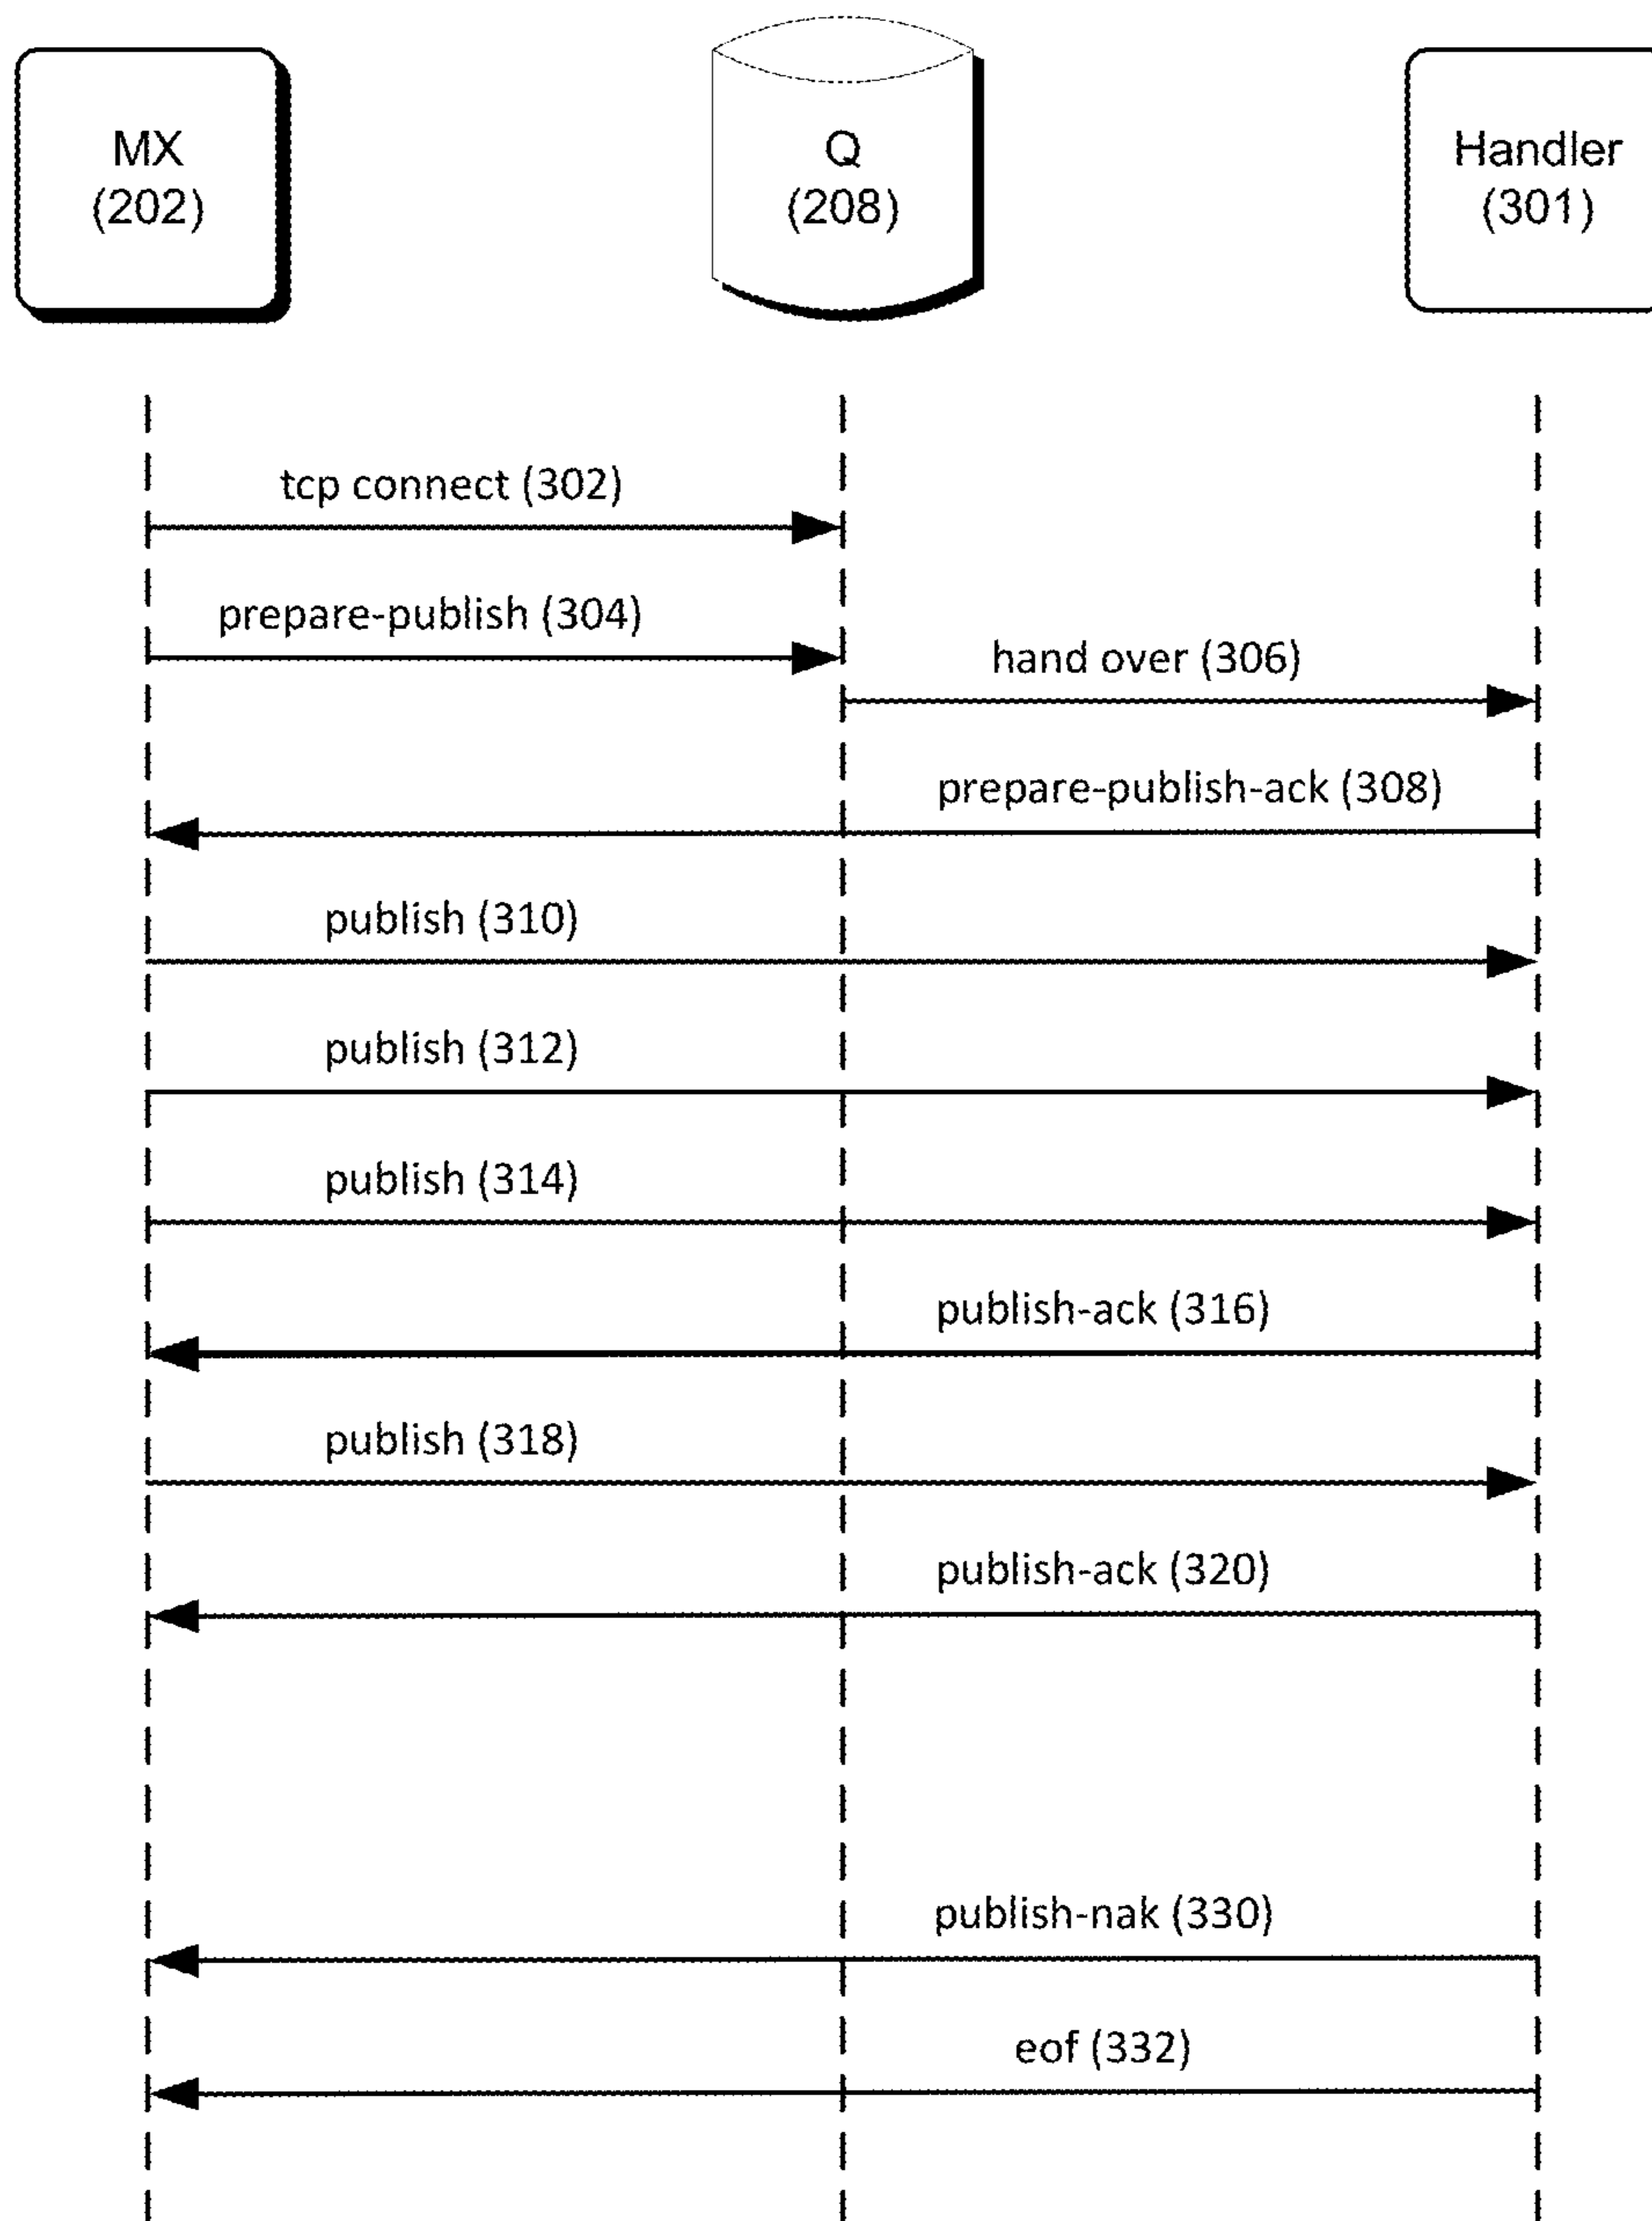 MX
(202)
Q
(208)
Handler
(301)
tcp connect (302)
prepare-publish (304)
hand over (306)
prepare-publish-ack (308)
publish (310)
publish (312)
publish (314)
publish-ack (316)
publish (318)
publish-ack (320)
publish-nak (330)
eof (332)